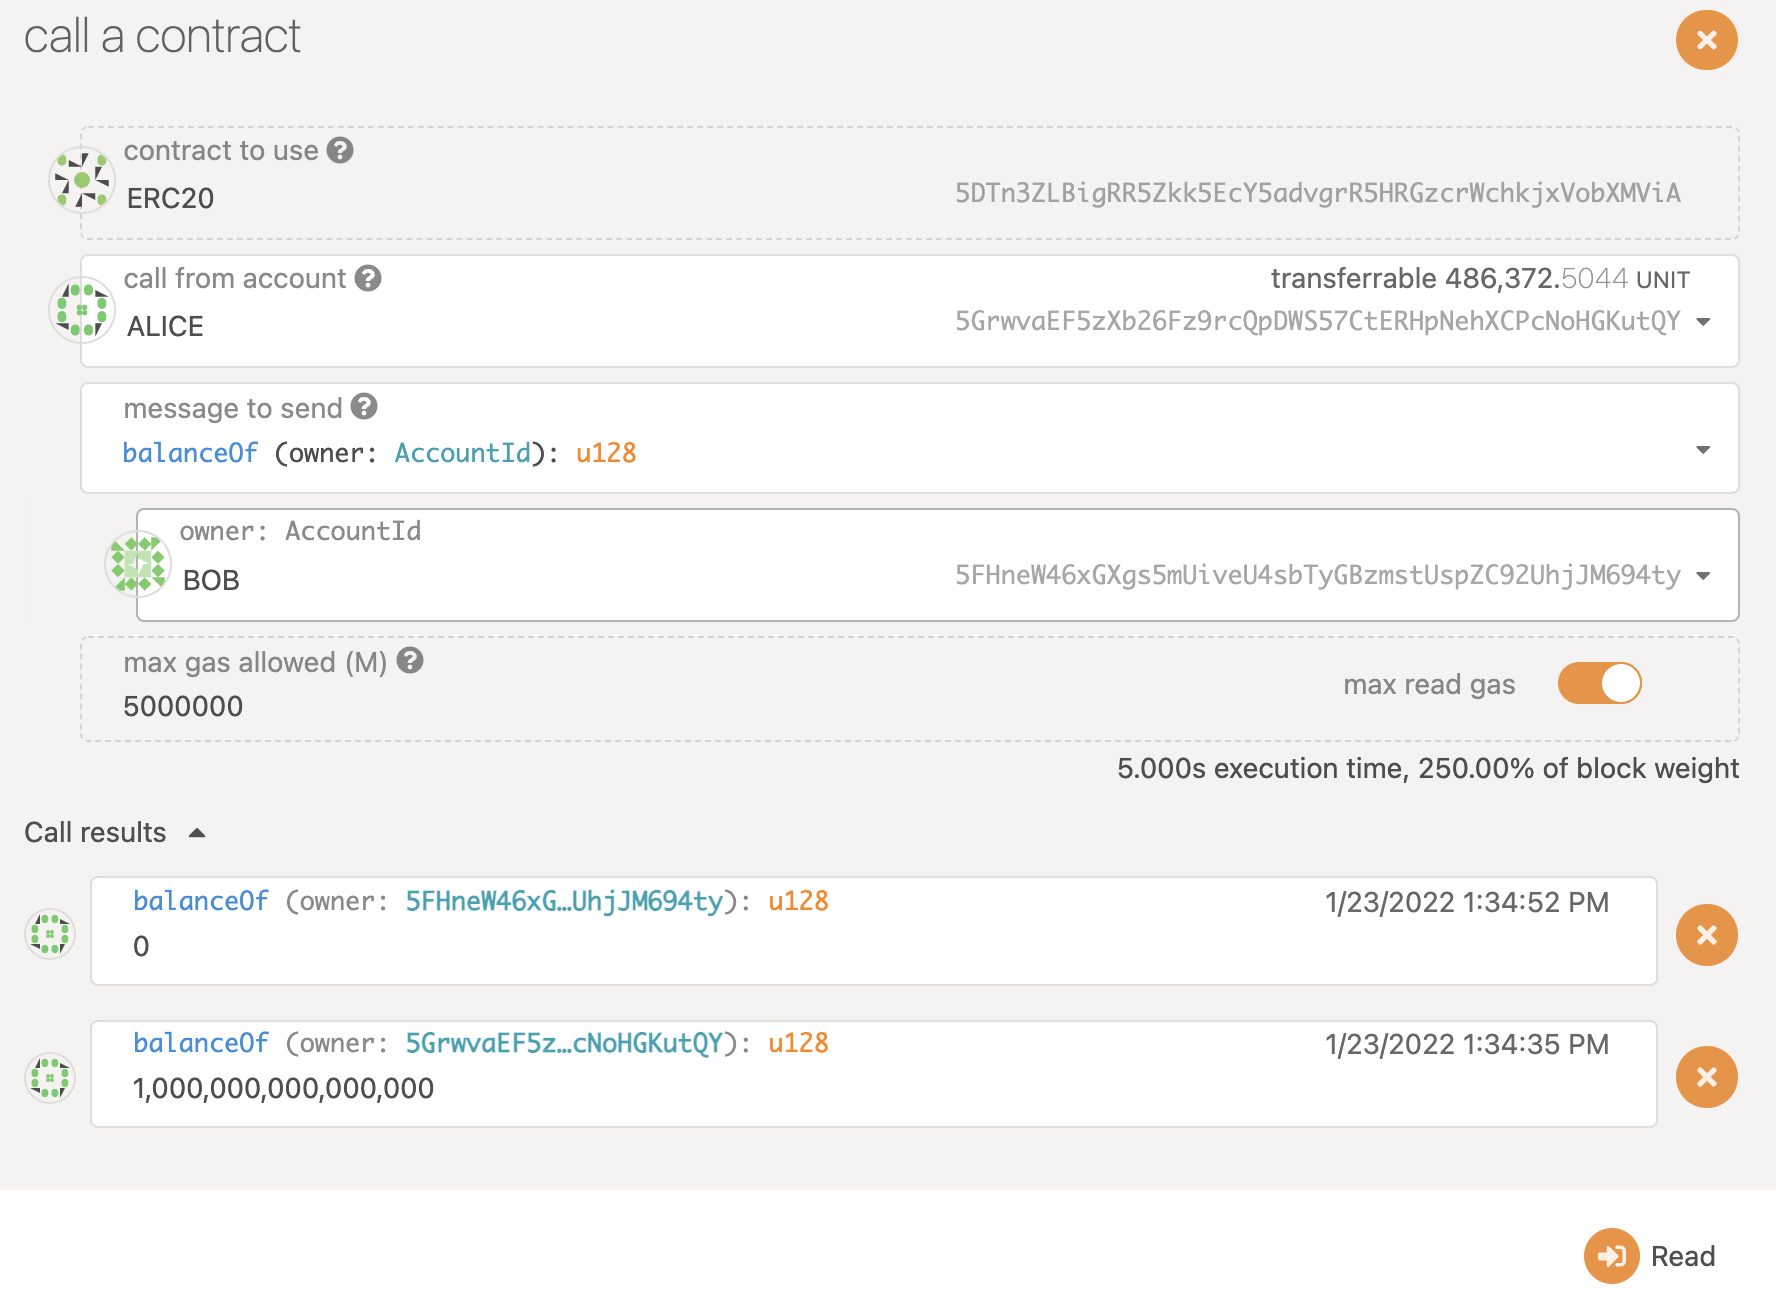 call a contract
contract to use
ERC20
5DTn3ZLBigRR5Zkk5EcY5advgrR5HRGzcrWchkjxVobXMViA
call from account
transferrable 486,372.5044 UNIT
ALICE
5GrwvaEF5zXb26Fz9rcQpDWS57CtERHpNehXCPcNoHGKutQY
message to send
balanceOf (owner: AccountId): u128
owner: AccountId
BOB
5FHneW46xGXgs5mUiveU4sbTyGBzmstUspZC92UhjJM694ty
max gas allowed (M)
5000000
max read gas
5.000s execution time, 250.00% of block weight
Call results
balanceOf (owner: 5FHneW46xG…UhjJM694ty): u128
1/23/2022 1:34:52 PM
0
balanceOf (owner: 5GrwvaEF5z…cNoHGKutQY): u128
1/23/2022 1:34:35 PM
1,000,000,000,000,000
Read